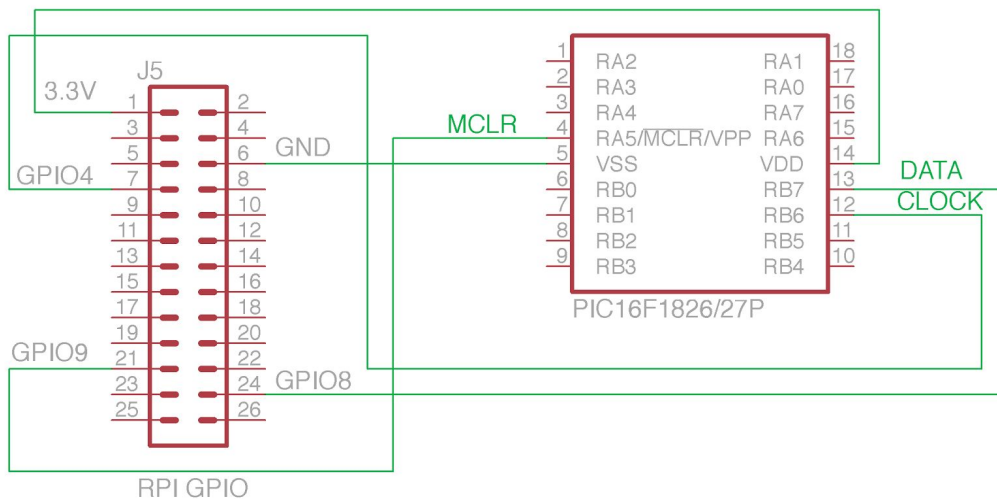 J5
3.3V
1 2
3 4
GND
5 6
GPIO4
7 8
9 10
11 12
13 14
15 16
17 18
19 20
GPIO9
21 22
GPIO8
23 24
25 26
RPI GPIO
MCLR
1 RA2 RA1 18
2 RA3 RA0 17
3 RA4 RA7 16
4 RA5/MCLR/VPP RA6 15
5 VSS VDD 14
6 RB0 RB7 13
7 RB1 RB6 12
8 RB2 RB5 11
9 RB3 RB4 10
DATA
CLOCK
PIC16F1826/27P